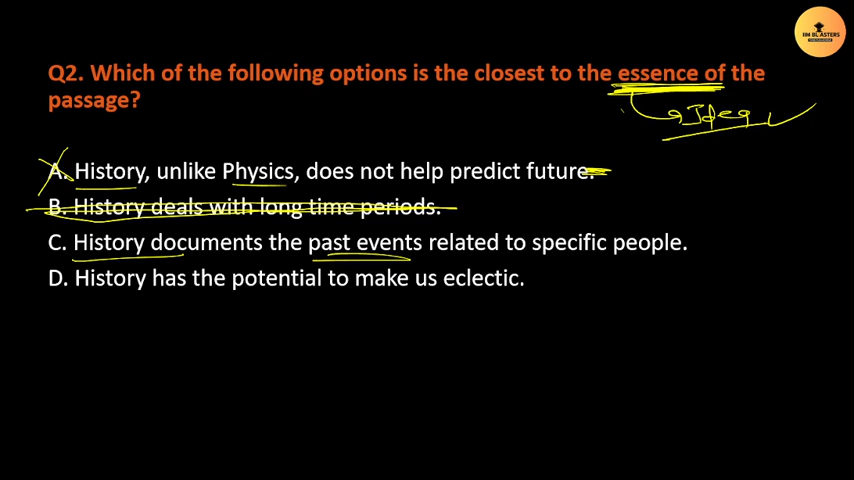 IIM BLASTERS
Q2. Which of the following options is the closest to the essence of the
passage?
Idea
A. History, unlike Physics, does not help predict future.
B. History deals with long time periods.
C. History documents the past events related to specific people.
D. History has the potential to make us eclectic.